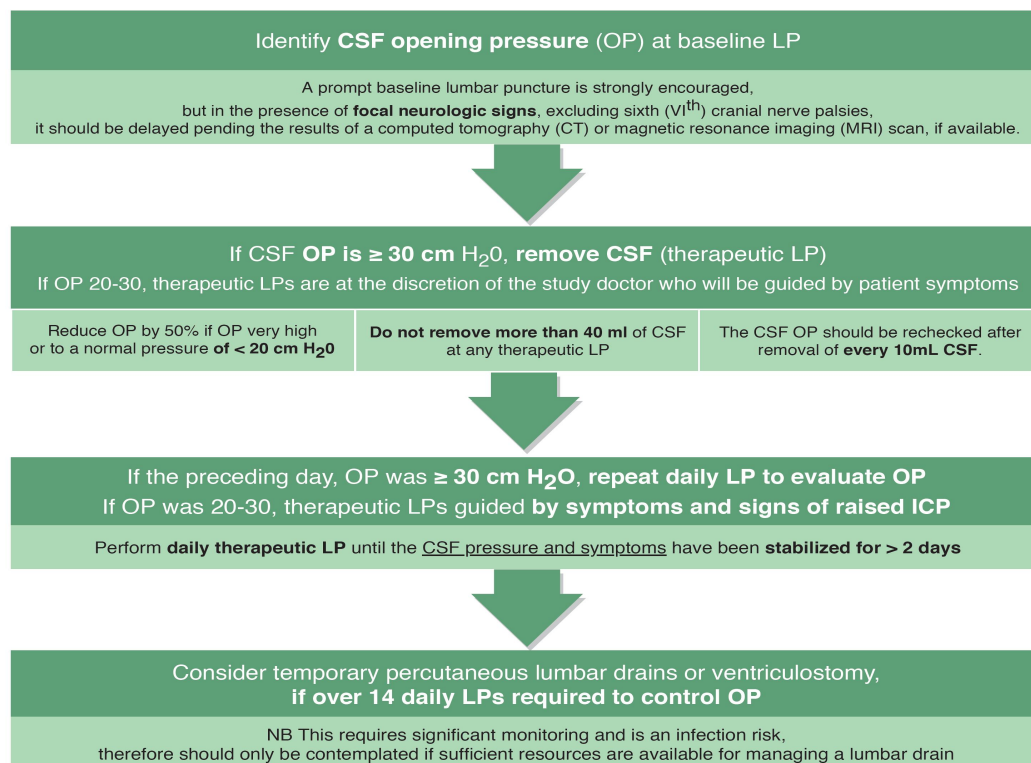 Identify CSF opening pressure (OP) at baseline LP
A prompt baseline lumbar puncture is strongly encouraged,
but in the presence of focal neurologic signs, excluding sixth (VIth) cranial nerve palsies,
it should be delayed pending the results of a computed tomography (CT) or magnetic resonance imaging (MRI) scan, if available.
If CSF OP is ≥ 30 cm H20, remove CSF (therapeutic LP)
If OP 20-30, therapeutic LPs are at the discretion of the study doctor who will be guided by patient symptoms
Reduce OP by 50% if OP very high
or to a normal pressure of < 20 cm H20
Do not remove more than 40 ml of CSF
at any therapeutic LP
The CSF OP should be rechecked after
removal of every 10mL CSF.
If the preceding day, OP was ≥ 30 cm H2O, repeat daily LP to evaluate OP
If OP was 20-30, therapeutic LPs guided by symptoms and signs of raised ICP
Perform daily therapeutic LP until the CSF pressure and symptoms have been stabilized for > 2 days
Consider temporary percutaneous lumbar drains or ventriculostomy,
if over 14 daily LPs required to control OP
NB This requires significant monitoring and is an infection risk,
therefore should only be contemplated if sufficient resources are available for managing a lumbar drain